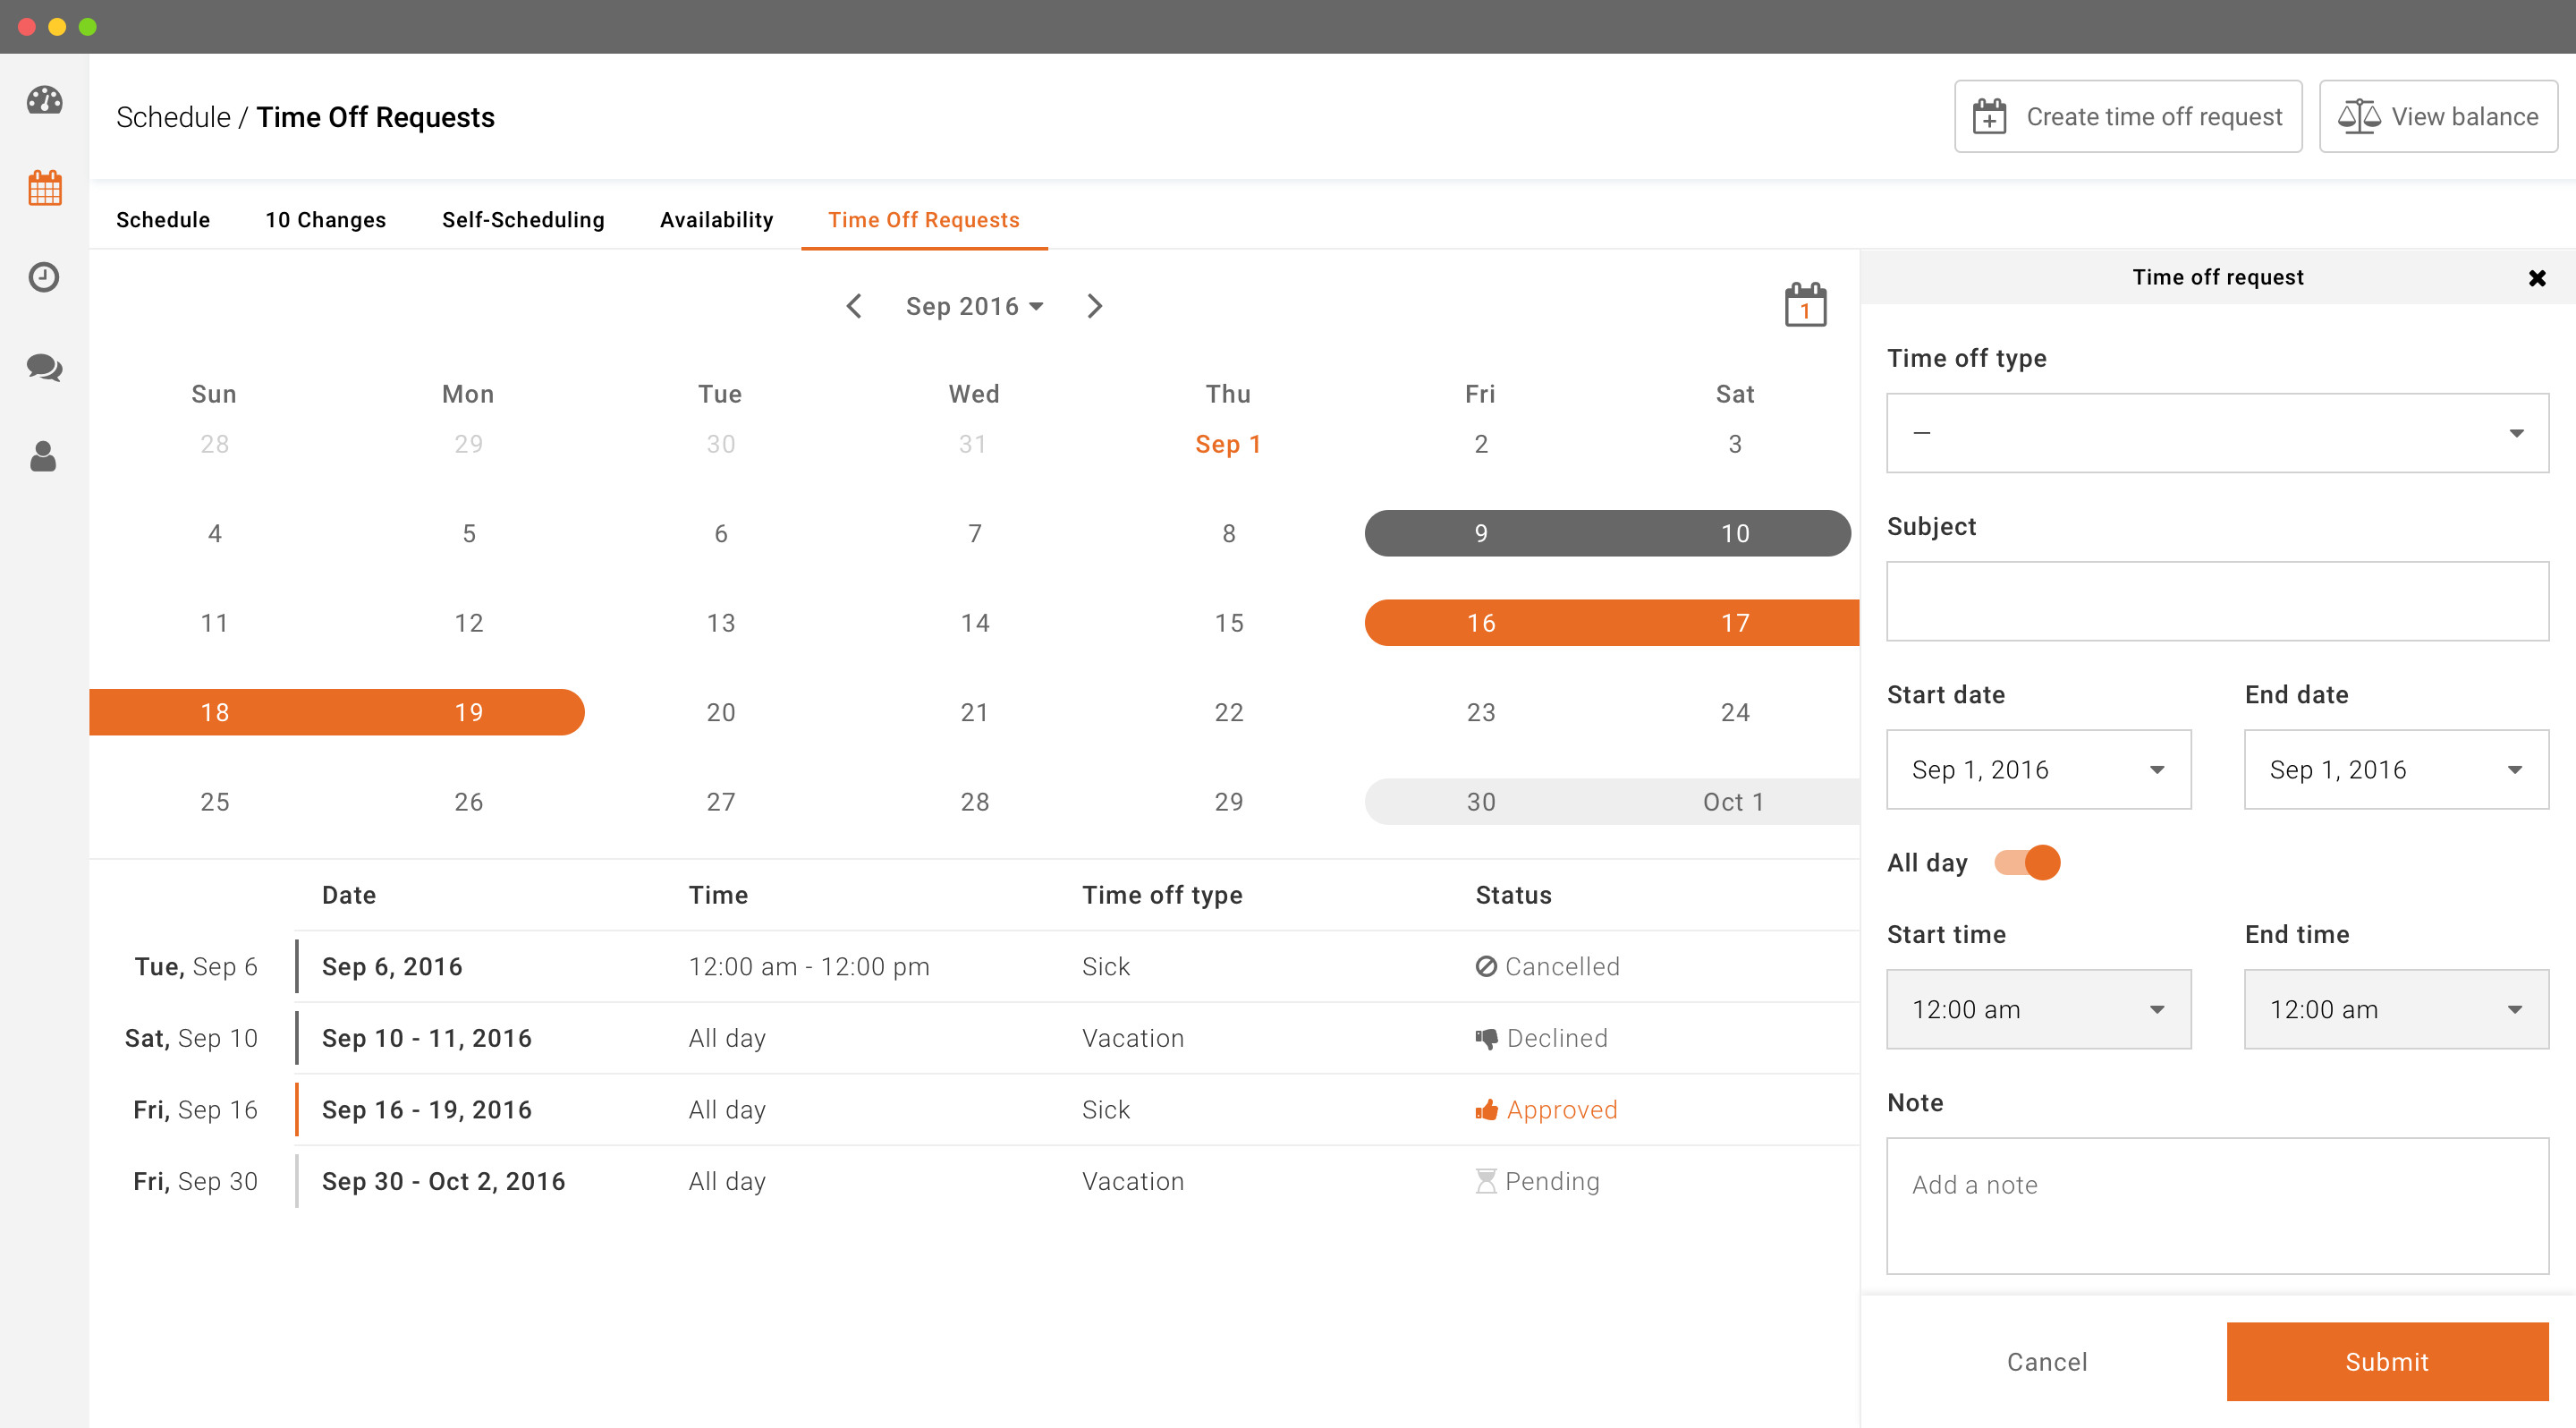 Schedule / Time Off Requests
Create time off request
View balance
Schedule 10 Changes Self-Scheduling Availability Time Off Requests
Sep 2016
1
Sun Mon Tue Wed Thu Fri Sat
28 29 30 31 Sep 1 2 3
4 5 6 7 8 9 10
11 12 13 14 15 16 17
18 19 20 21 22 23 24
25 26 27 28 29 30 Oct 1
Date Time Time off type Status
Tue, Sep 6 Sep 6, 2016 12:00 am - 12:00 pm Sick Cancelled
Sat, Sep 10 Sep 10 - 11, 2016 All day Vacation Declined
Fri, Sep 16 Sep 16 - 19, 2016 All day Sick Approved
Fri, Sep 30 Sep 30 - Oct 2, 2016 All day Vacation Pending
Time off request
Time off type
—
Subject
Start date End date
Sep 1, 2016 Sep 1, 2016
All day
Start time End time
12:00 am 12:00 am
Note
Add a note
Cancel Submit